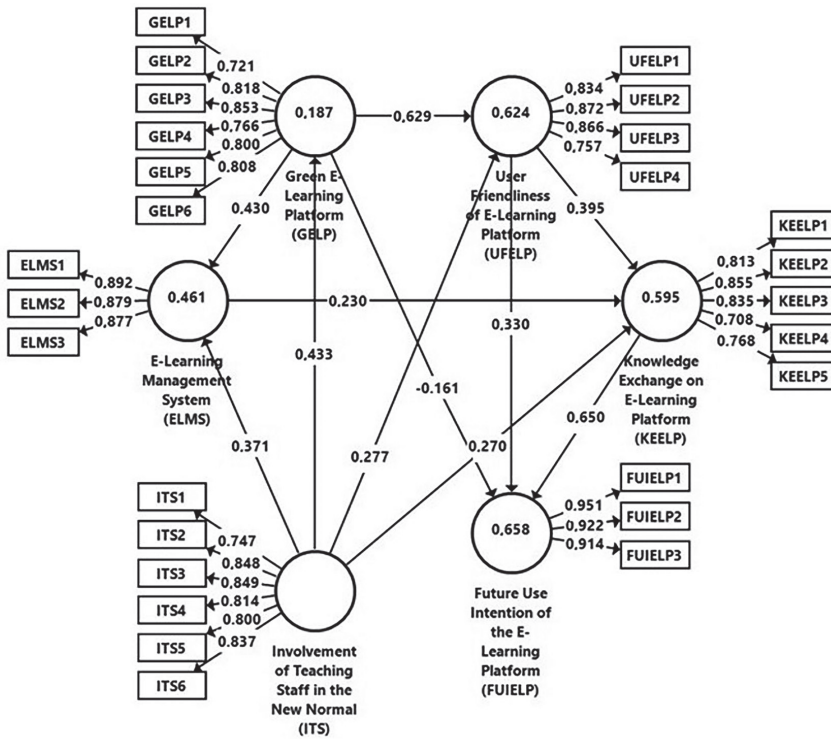 GELP1
GELP2
GELP3
GELP4
GELP5
GELP6
0.721
0.818
0.853
0.766
0.800
0.808
0,187
Green E-
Learning
Platform
(GELP)
0,629
0.624
User
Friendliness
of E-Learning
Platform
(UFELP)
0,834
0,872
0,866
0,757
UFELP1
UFELP2
UFELP3
UFELP4
0.430
0,395
ELMS1
ELMS2
ELMS3
0,892
0,879
0,877
0.461
E-Learning
Management
System
(ELMS)
0,230
0.595
Knowledge
Exchange on
E-Learning
Platform
(KEELP)
0,813
0,855
0,835
0,708
0,768
KEELP1
KEELP2
KEELP3
KEELP4
KEELP5
0,433
0,330
-0.161
0,371
0,277
0,270
0,650
ITS1
ITS2
ITS3
ITS4
ITS5
ITS6
0.747
0,848
0,849
0,814
0,800
0.837
Involvement
of Teaching
Staff in the
New Normal
(ITS)
0,658
Future Use
Intention of
the E-
Learning
Platform
(FUIELP)
0,951
0,922
0,914
FUIELP1
FUIELP2
FUIELP3